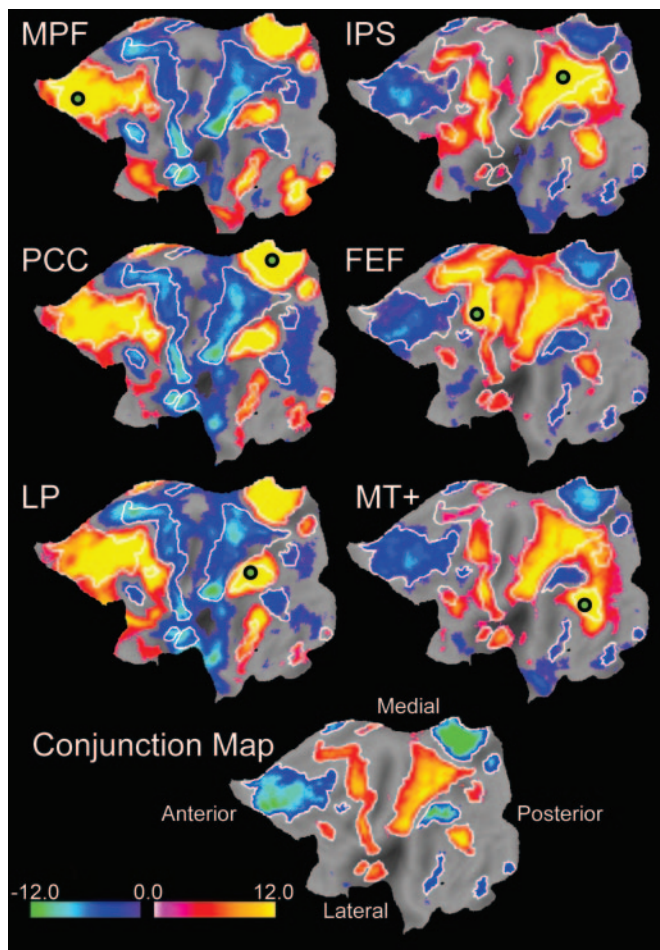 MPF
IPS
PCC
FEF
LP
MT+
Medial
Conjunction Map
Anterior
Posterior
-12.0
0.0
12.0
Lateral